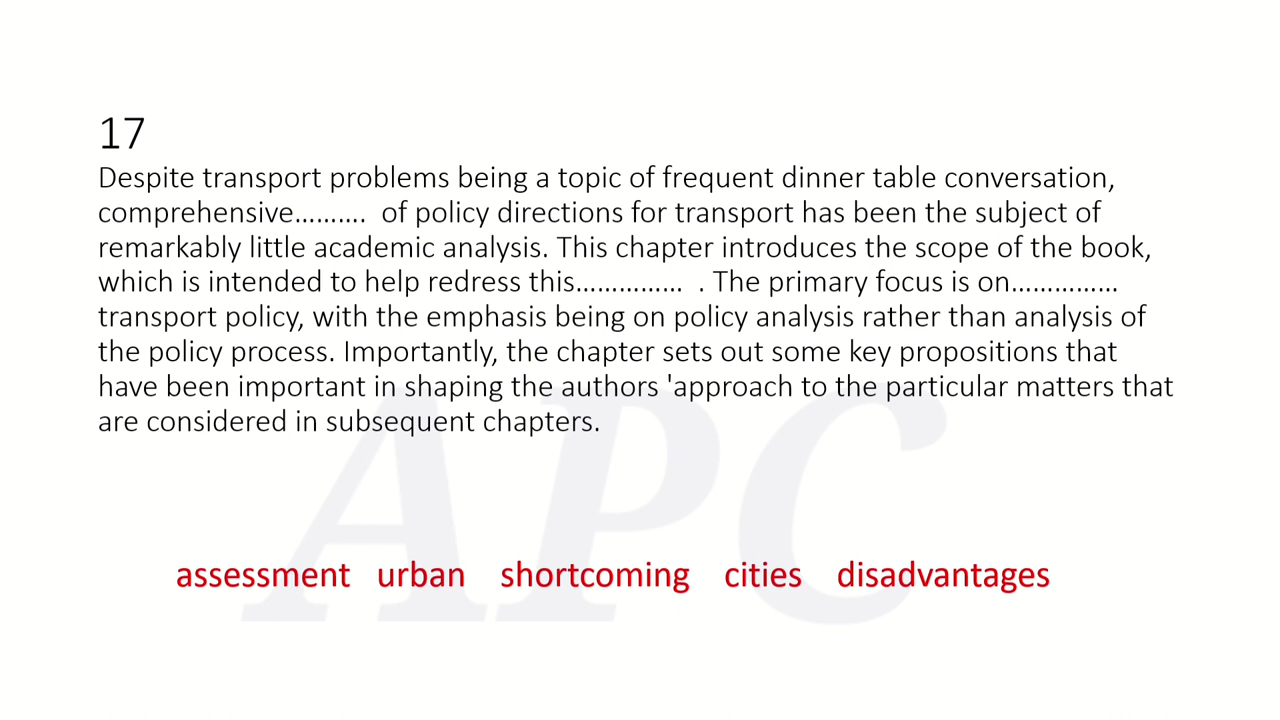 17
Despite transport problems being a topic of frequent dinner table conversation,
comprehensive.......... of policy directions for transport has been the subject of
remarkably little academic analysis. This chapter introduces the scope of the book,
which is intended to help redress this............... . The primary focus is on...............
transport policy, with the emphasis being on policy analysis rather than analysis of
the policy process. Importantly, the chapter sets out some key propositions that
have been important in shaping the authors 'approach to the particular matters that
are considered in subsequent chapters.
APC
assessment urban shortcoming cities disadvantages